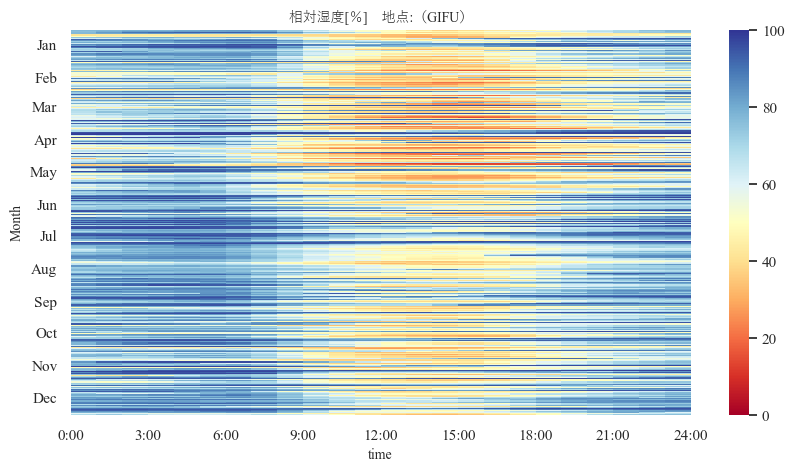 相対湿度[%]　地点:（GIFU）
Month
Jan
Feb
Mar
Apr
May
Jun
Jul
Aug
Sep
Oct
Nov
Dec
0:00 3:00 6:00 9:00 12:00 15:00 18:00 21:00 24:00
time
100
80
60
40
20
0